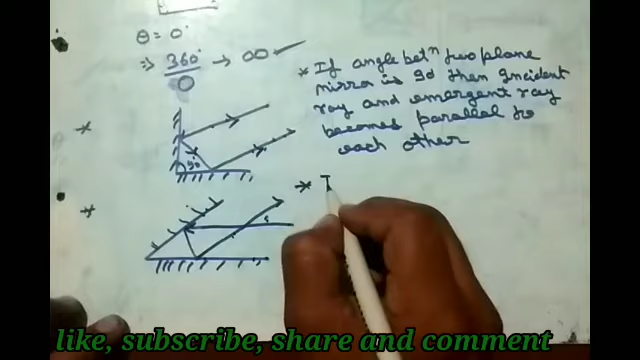 θ = 0°
⇒ 360° / 0 → ∞
* If angle betⁿ two plane
mirror is 90 then incident
ray and emergent ray
becomes parallel to
each other
*
90°
*
* I
like, subscribe, share and comment